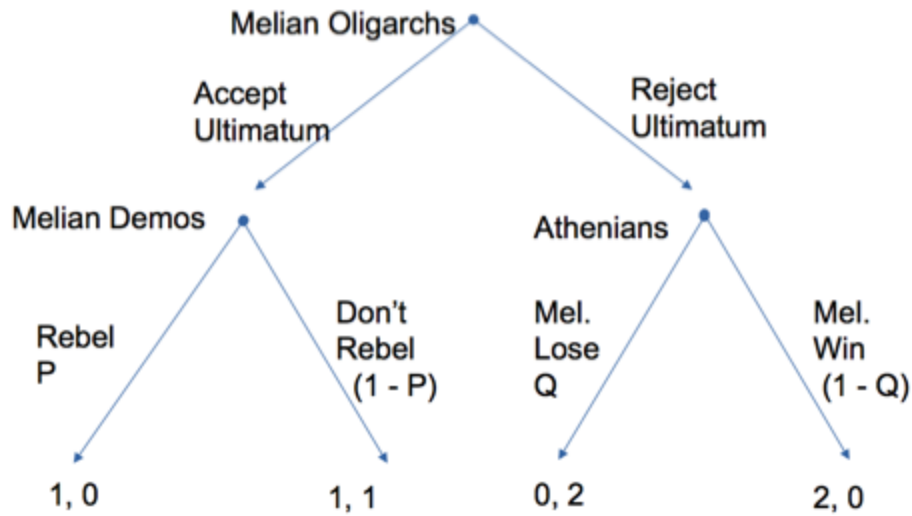 Melian Oligarchs
Accept
Ultimatum
Reject
Ultimatum
Melian Demos
Athenians
Rebel
P
Don't
Rebel
(1 - P)
Mel.
Lose
Q
Mel.
Win
(1 - Q)
1, 0
1, 1
0, 2
2, 0